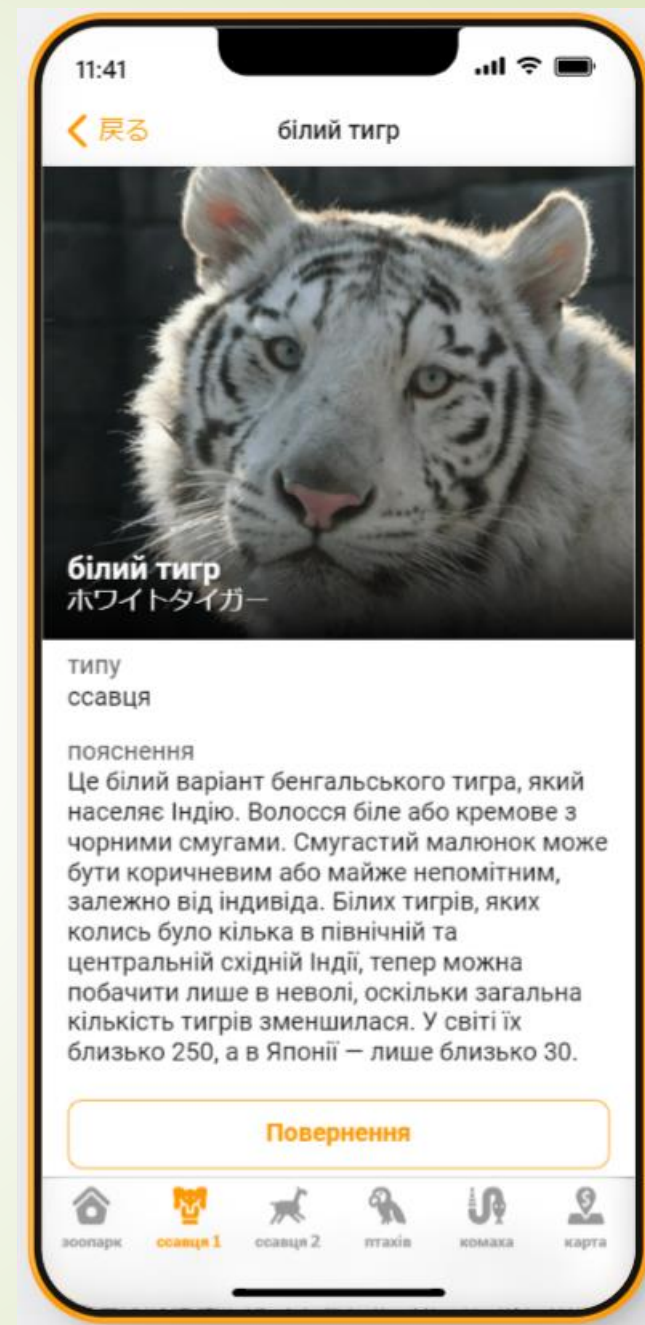 11:41
戻る
білий тигр
білий тигр
ホワイトタイガー
типу
ссавця
пояснення
Це білий варіант бенгальського тигра, який
населяє Індію. Волосся біле або кремове з
чорними смугами. Смугастий малюнок може
бути коричневим або майже непомітним,
залежно від індивіда. Білих тигрів, яких
колись було кілька в північній та
центральній східній Індії, тепер можна
побачити лише в неволі, оскільки загальна
кількість тигрів зменшилася. У світі їх
близько 250, а в Японії — лише близько 30.
Повернення
зоопарк ссавця 1 ссавця 2 птахів комаха карта